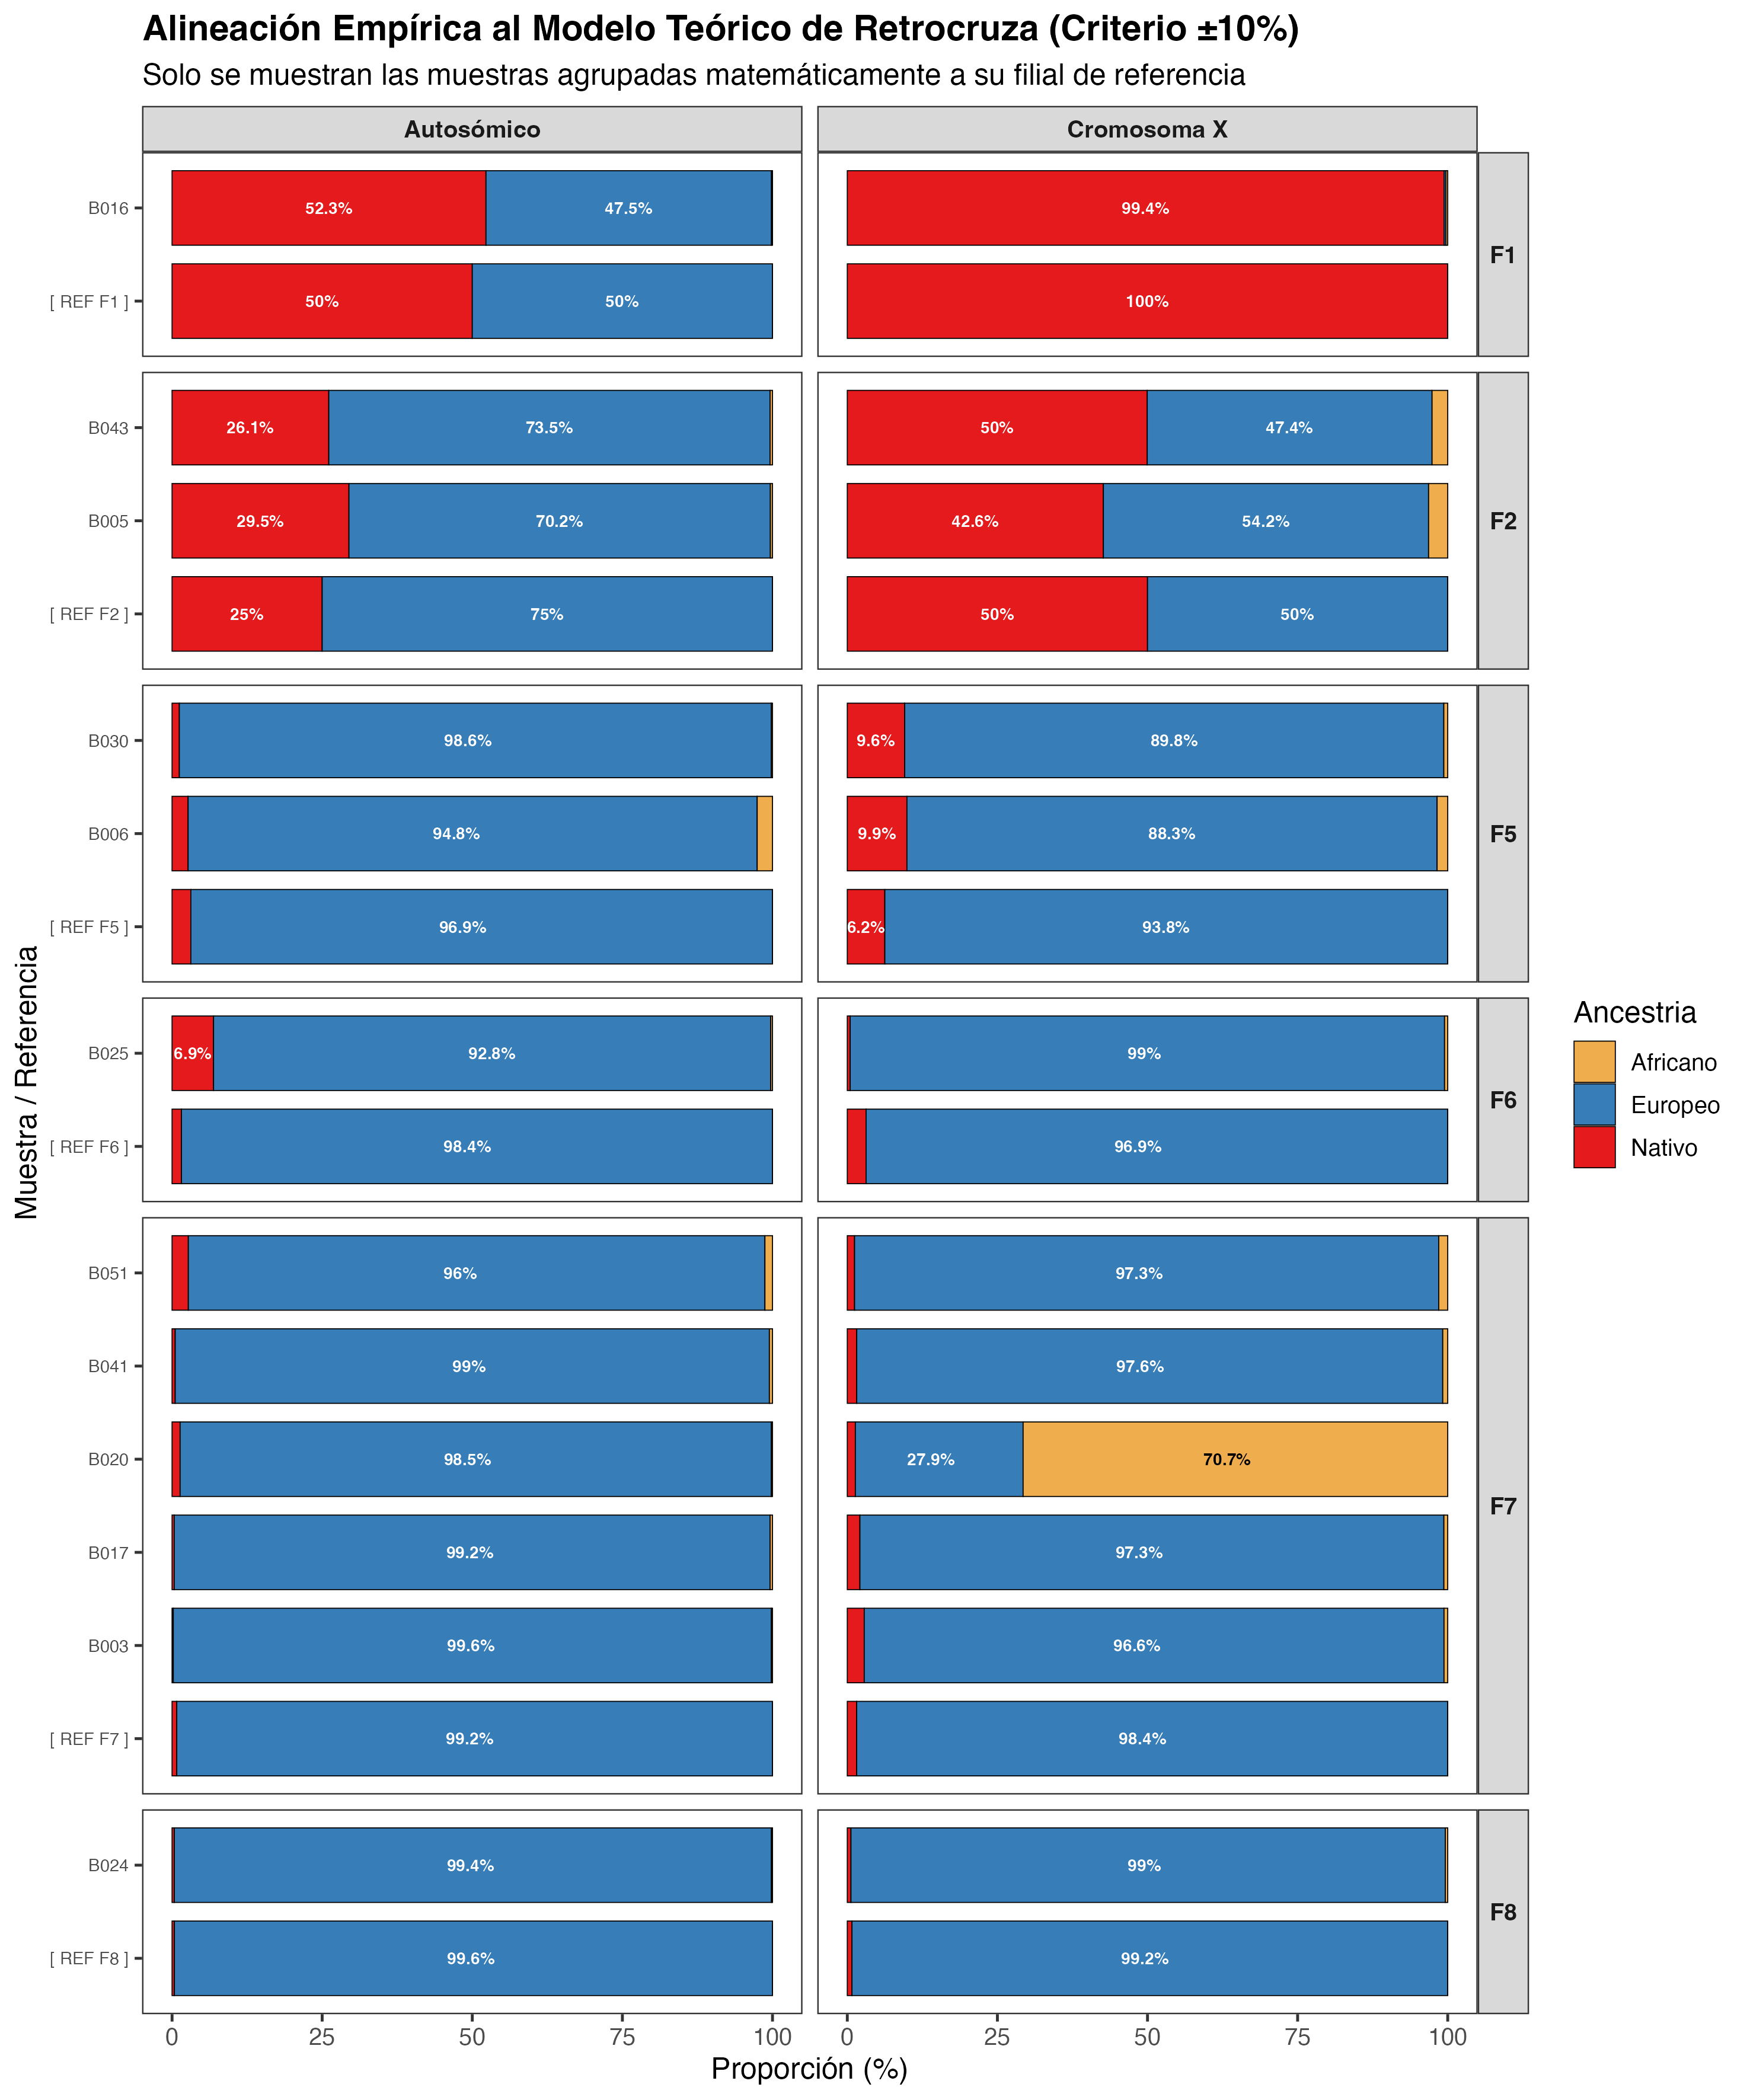 Alineación Empírica al Modelo Teórico de Retrocruza (Criterio ±10%)
Solo se muestran las muestras agrupadas matemáticamente a su filial de referencia
Autosómico
Cromosoma X
B016
52.3%
47.5%
99.4%
[ REF F1 ]
50%
50%
100%
F1
B043
26.1%
73.5%
50%
47.4%
B005
29.5%
70.2%
42.6%
54.2%
[ REF F2 ]
25%
75%
50%
50%
F2
B030
98.6%
9.6%
89.8%
B006
94.8%
9.9%
88.3%
[ REF F5 ]
96.9%
6.2%
93.8%
F5
B025
6.9%
92.8%
99%
[ REF F6 ]
98.4%
96.9%
F6
B051
96%
97.3%
B041
99%
97.6%
B020
98.5%
27.9%
70.7%
B017
99.2%
97.3%
B003
99.6%
96.6%
[ REF F7 ]
99.2%
98.4%
F7
B024
99.4%
99%
[ REF F8 ]
99.6%
99.2%
F8
0
25
50
75
100
0
25
50
75
100
Proporción (%)
Muestra / Referencia
Ancestria
Africano
Europeo
Nativo